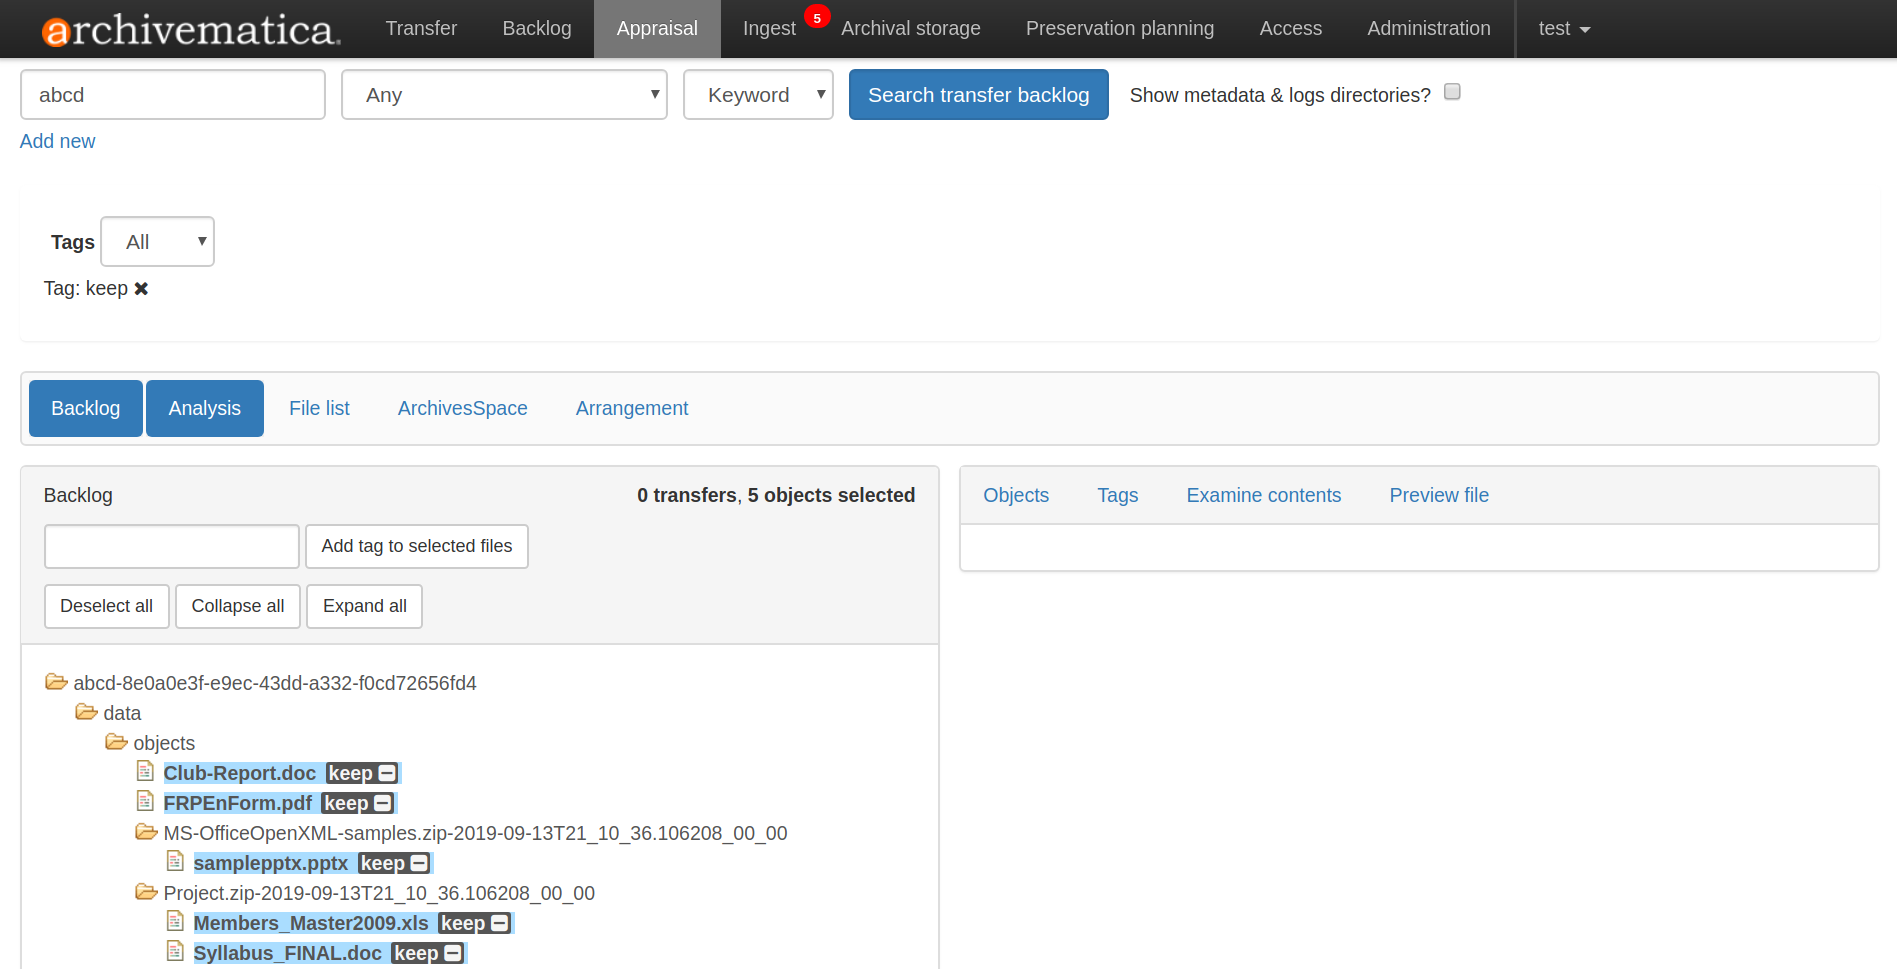 archivematica. Transfer Backlog Appraisal Ingest 5 Archival storage Preservation planning Access Administration test
abcd Any Keyword Search transfer backlog Show metadata & logs directories?
Add new
Tags All
Tag: keep ✖
Backlog Analysis File list ArchivesSpace Arrangement
Backlog 0 transfers, 5 objects selected
Add tag to selected files
Deselect all Collapse all Expand all
Objects Tags Examine contents Preview file
abcd-8e0a0e3f-e9ec-43dd-a332-f0cd72656fd4
data
objects
Club-Report.doc keep
FRPEnForm.pdf keep
MS-OfficeOpenXML-samples.zip-2019-09-13T21_10_36.106208_00_00
samplepptx.pptx keep
Project.zip-2019-09-13T21_10_36.106208_00_00
Members_Master2009.xls keep
Syllabus_FINAL.doc keep